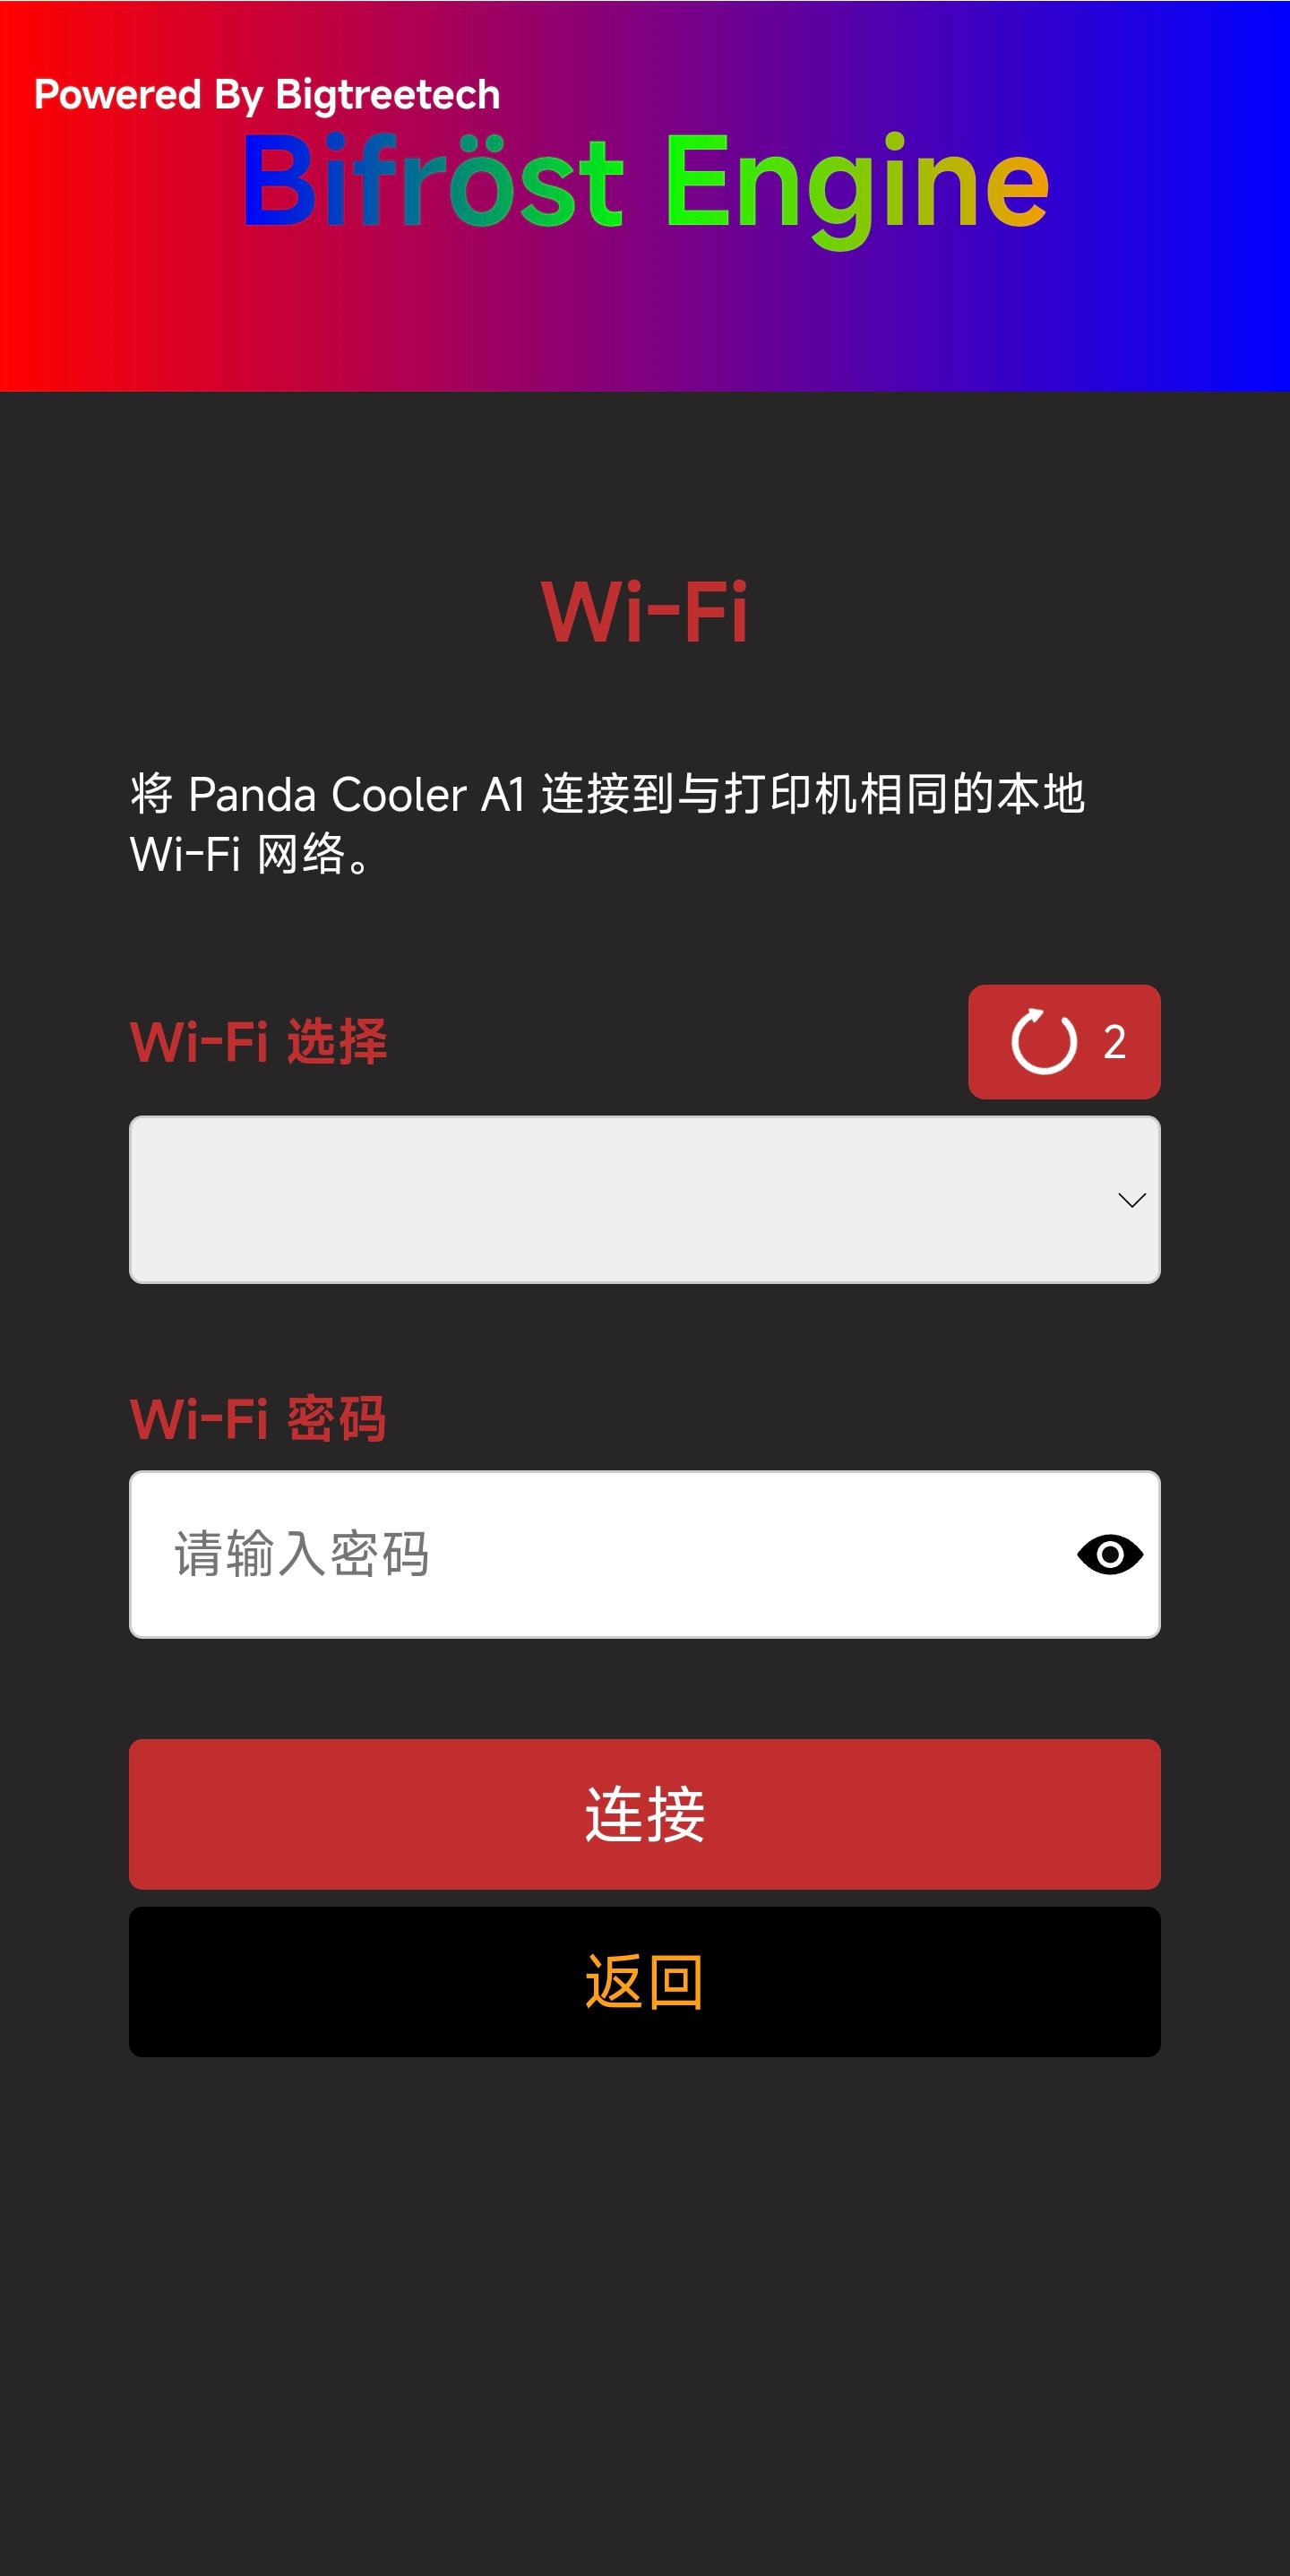 Powered By Bigtreetech
Bifröst Engine
Wi-Fi
将 Panda Cooler A1 连接到与打印机相同的本地
Wi-Fi 网络。
Wi-Fi 选择
2
Wi-Fi 密码
请输入密码
连接
返回